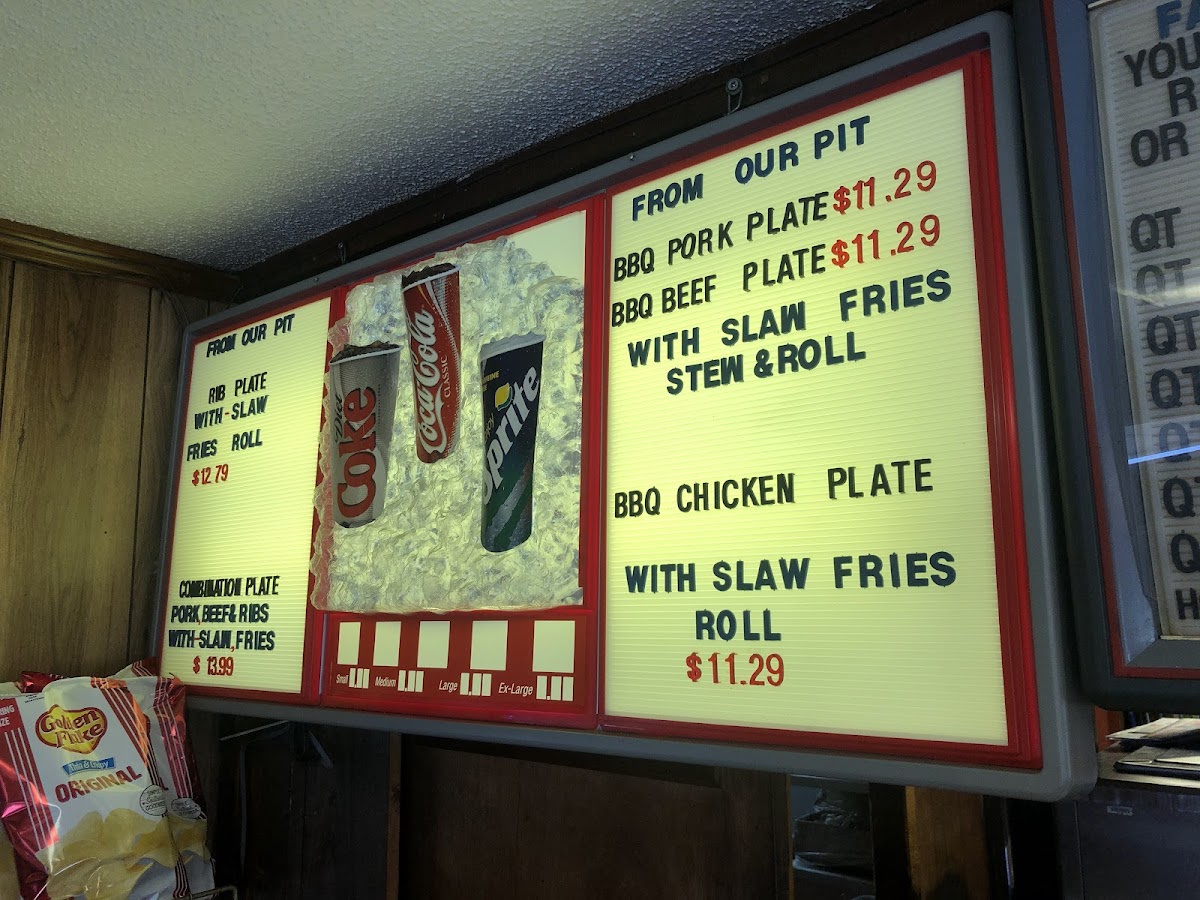 FROM OUR PIT
RIB PLATE
WITH-SLAW
FRIES ROLL
$12.79
COMBINATION PLATE
PORK, BEEF& RIBS
WITH-SLAW, FRIES
$ 13.99
Diet
Coke
Coca-Cola
CLASSIC
Sprite
Small
Medium
Large
Ex-Large
FROM OUR PIT
BBQ PORK PLATE $11.29
BBQ BEEF PLATE $11.29
WITH SLAW FRIES
STEW & ROLL
BBQ CHICKEN PLATE
WITH SLAW FRIES
ROLL
$11.29
YOU
OR
QT
QT
QT
QT
QT
Golden
Flake
Thin & Crispy
ORIGINAL